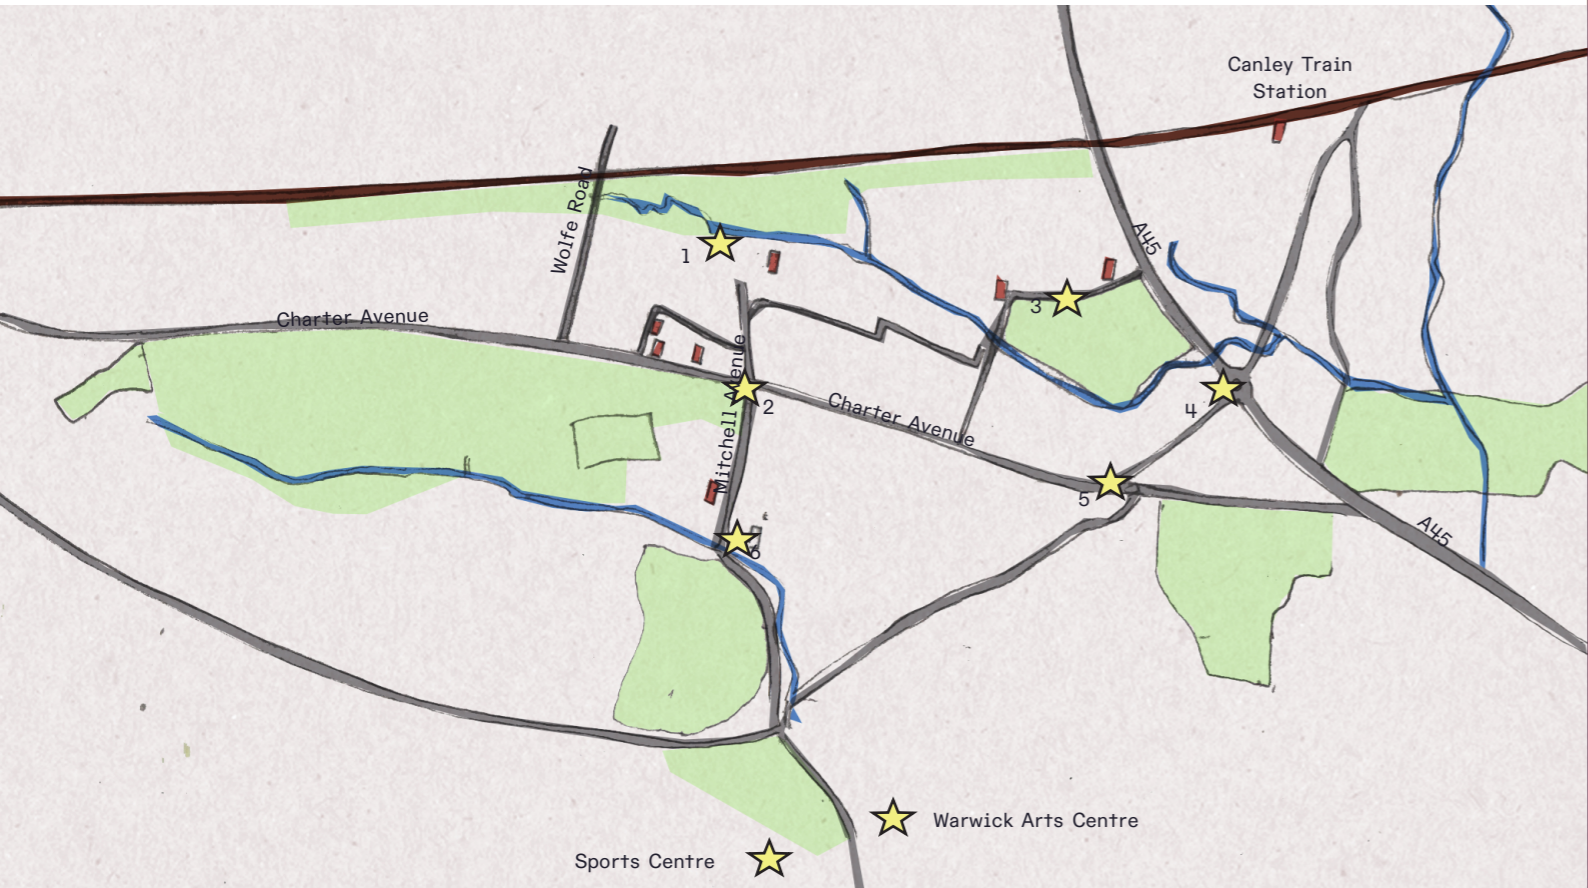 Canley Train
Station
Wolfe Road
A45
1
3
Charter Avenue
Mitchell Avenue
2
Charter Avenue
4
5
6
A45
Warwick Arts Centre
Sports Centre